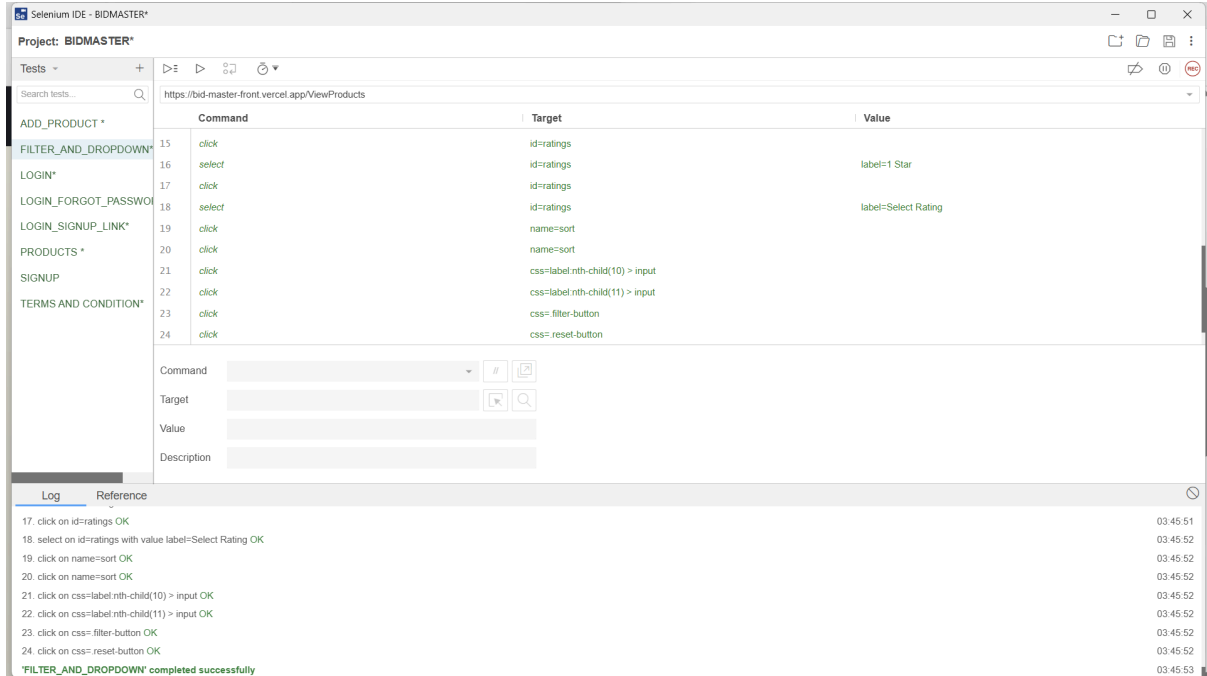 Selenium IDE - BIDMASTER*
Project: BIDMASTER*
Tests
Search tests...
ADD_PRODUCT *
FILTER_AND_DROPDOWN*
LOGIN*
LOGIN_FORGOT_PASSWO
LOGIN_SIGNUP_LINK*
PRODUCTS *
SIGNUP
TERMS AND CONDITION*
REC
https://bid-master-front.vercel.app/ViewProducts
Command Target Value
15 click id=ratings
16 select id=ratings label=1 Star
17 click id=ratings
18 select id=ratings label=Select Rating
19 click name=sort
20 click name=sort
21 click css=label:nth-child(10) > input
22 click css=label:nth-child(11) > input
23 click css=.filter-button
24 click css=.reset-button
Command //
Target
Value
Description
Log Reference
17. click on id=ratings OK 03:45:51
18. select on id=ratings with value label=Select Rating OK 03:45:52
19. click on name=sort OK 03:45:52
20. click on name=sort OK 03:45:52
21. click on css=label:nth-child(10) > input OK 03:45:52
22. click on css=label:nth-child(11) > input OK 03:45:52
23. click on css=.filter-button OK 03:45:52
24. click on css=.reset-button OK 03:45:52
'FILTER_AND_DROPDOWN' completed successfully 03:45:53